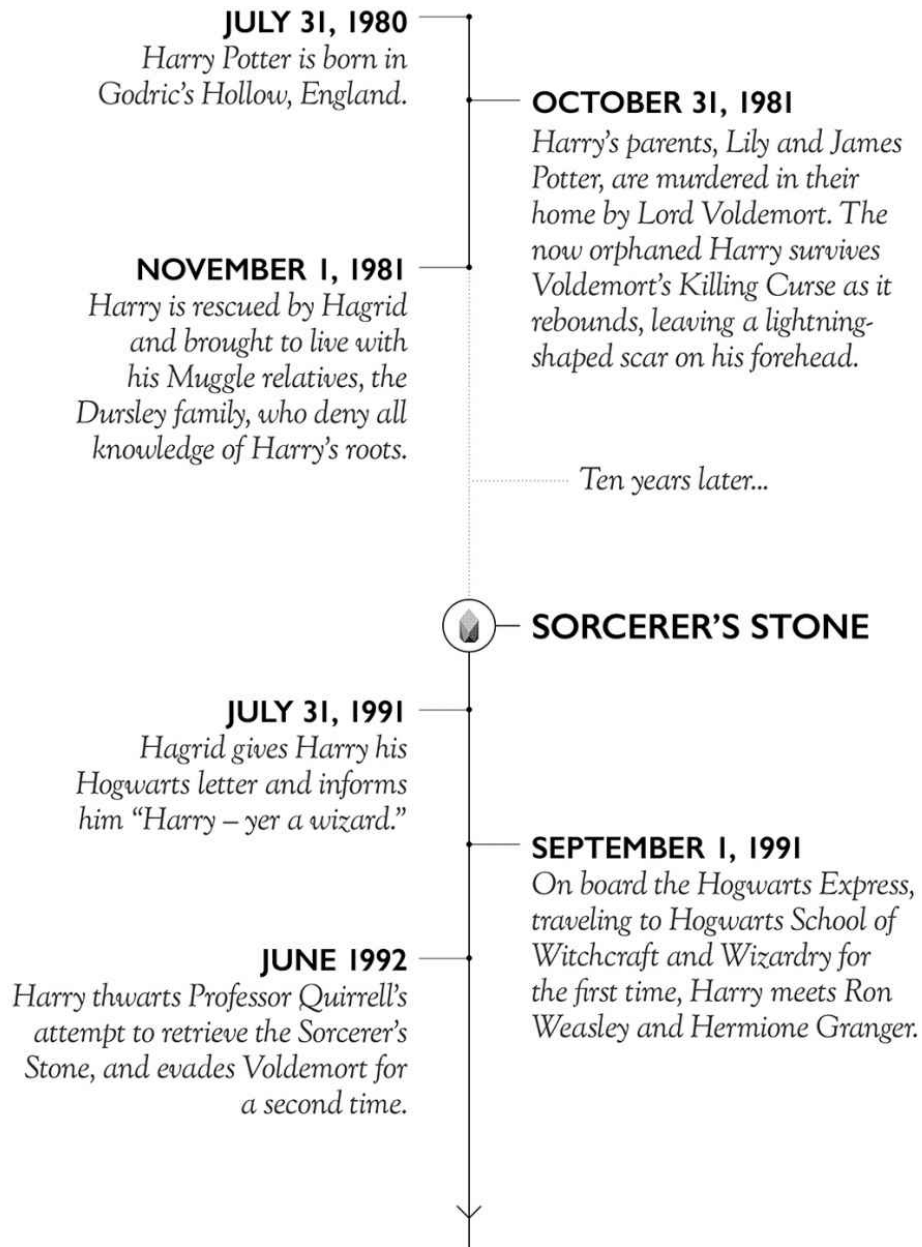 JULY 31, 1980
Harry Potter is born in
Godric's Hollow, England.
OCTOBER 31, 1981
Harry's parents, Lily and James
Potter, are murdered in their
home by Lord Voldemort. The
now orphaned Harry survives
Voldemort's Killing Curse as it
rebounds, leaving a lightning-
shaped scar on his forehead.
NOVEMBER 1, 1981
Harry is rescued by Hagrid
and brought to live with
his Muggle relatives, the
Dursley family, who deny all
knowledge of Harry's roots.
Ten years later...
SORCERER'S STONE
JULY 31, 1991
Hagrid gives Harry his
Hogwarts letter and informs
him “Harry – yer a wizard.”
SEPTEMBER 1, 1991
On board the Hogwarts Express,
traveling to Hogwarts School of
Witchcraft and Wizardry for
the first time, Harry meets Ron
Weasley and Hermione Granger.
JUNE 1992
Harry thwarts Professor Quirrell's
attempt to retrieve the Sorcerer's
Stone, and evades Voldemort for
a second time.